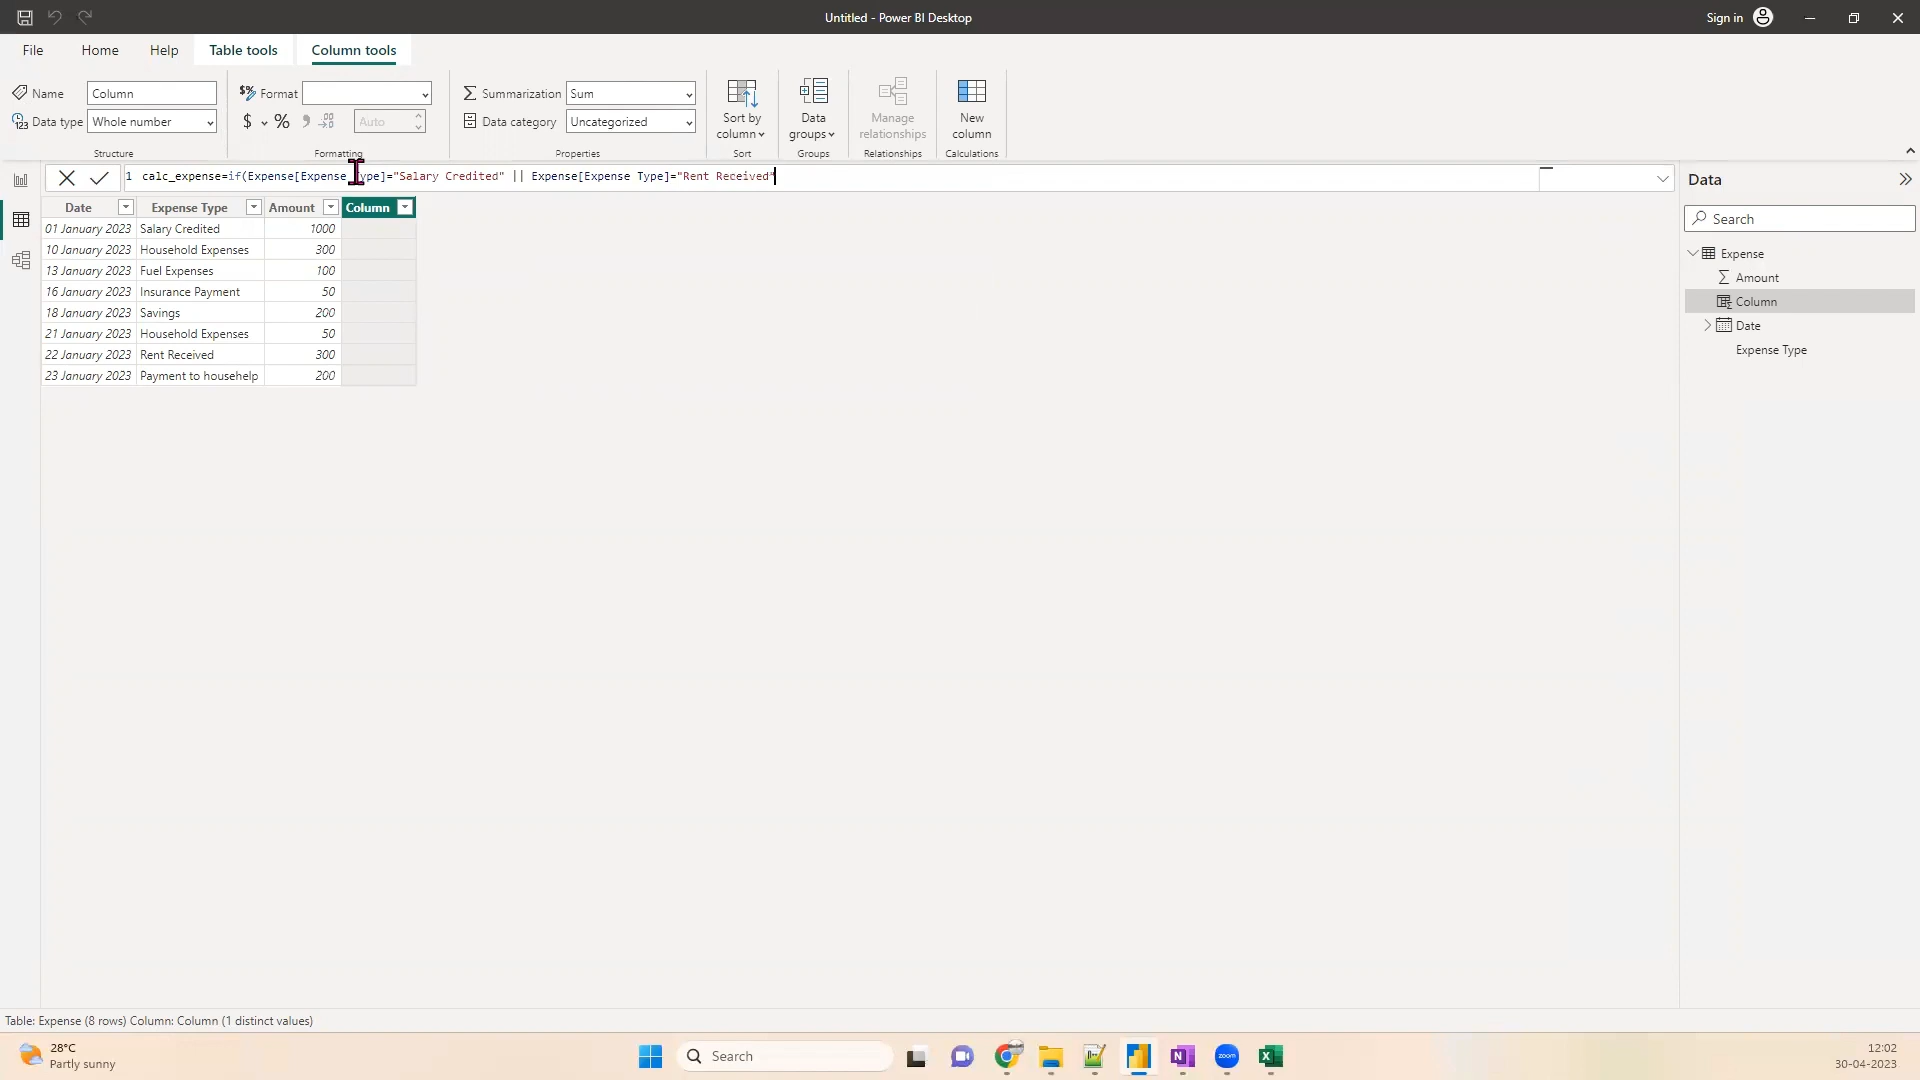 Untitled - Power BI Desktop
Sign in
File
Home
Help
Table tools
Column tools
Name
Column
Format
Summarization
Sum
Data type
Whole number
$
%
Auto
Data category
Uncategorized
Sort by column
Data groups
Manage relationships
New column
Structure
Formatting
Properties
Sort
Groups
Relationships
Calculations
1 calc_expense=if(Expense[Expense Type]="Salary Credited" || Expense[Expense Type]="Rent Received"
Date Expense Type Amount Column
01 January 2023 Salary Credited 1000
10 January 2023 Household Expenses 300
13 January 2023 Fuel Expenses 100
16 January 2023 Insurance Payment 50
18 January 2023 Savings 200
21 January 2023 Household Expenses 50
22 January 2023 Rent Received 300
23 January 2023 Payment to househelp 200
Data
Search
Expense
Amount
Column
Date
Expense Type
Table: Expense (8 rows) Column: Column (1 distinct values)
28°C
Partly sunny
Search
zoom
12:02
30-04-2023